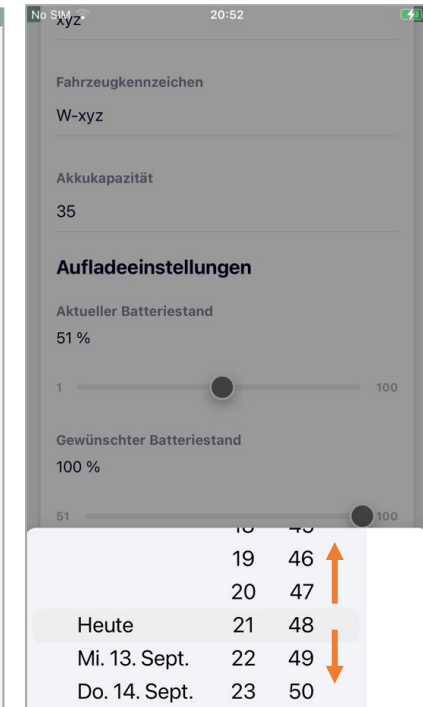 No SIM 20:52
xyz
Fahrzeugkennzeichen
W-xyz
Akkukapazität
35
Aufladeeinstellungen
Aktueller Batteriestand
51 %
1 100
Gewünschter Batteriestand
100 %
51 100
19 46
20 47
Heute 21 48
Mi. 13. Sept. 22 49
Do. 14. Sept. 23 50